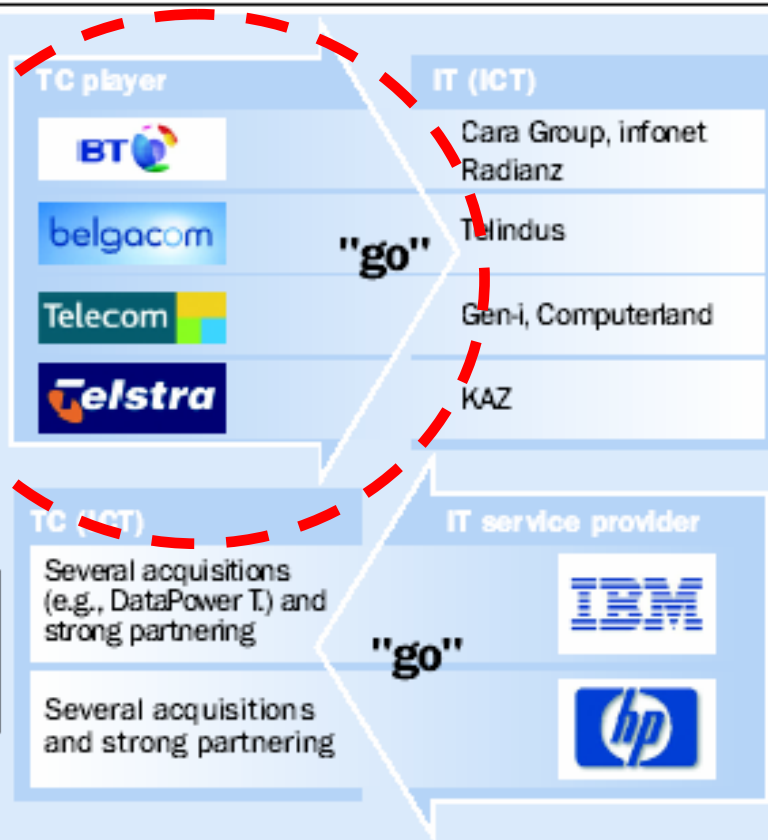 TC player
IT (ICT)
BT
Cara Group, infonet
Radianz
belgacom
"go"
Telindus
Telecom
Gen-i, Computerland
Telstra
KAZ
TC (ICT)
IT service provider
Several acquisitions
(e.g., DataPower T.) and
strong partnering
IBM
"go"
Several acquisitions
and strong partnering
hp